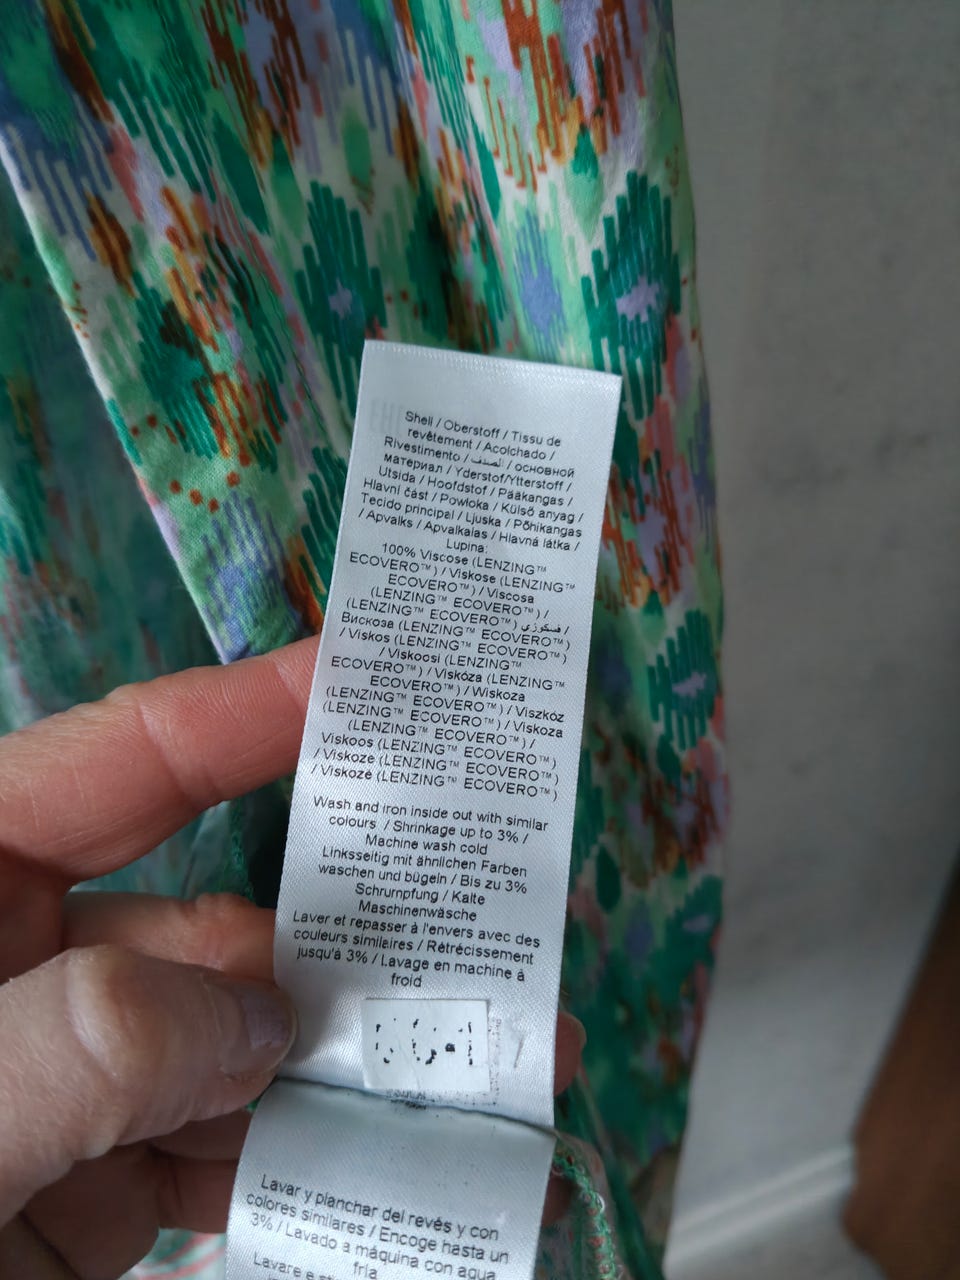 Shell / Oberstoff / Tissu de
revêtement / Acolchado /
Rivestimento / الصدف / основной
материал / Yderstof/Ytterstoff /
Utsida / Hoofdstof / Pääkangas /
Hlavní část / Powłoka / Külső anyag /
Tecido principal / Ljuska / Põhikangas
/ Apvalks / Apvalkalas / Hlavná látka /
Lupina:
100% Viscose (LENZING™
ECOVERO™) / Viskose (LENZING™
ECOVERO™) / Viscosa
(LENZING™ ECOVERO™) /
(LENZING™ ECOVERO™) فسكوزي /
Вискоза (LENZING™ ECOVERO™)
/ Viskos (LENZING™ ECOVERO™)
/ Viskoosi (LENZING™
ECOVERO™) / Viskóza (LENZING™
ECOVERO™) / Wiskoza
(LENZING™ ECOVERO™) / Viszkóz
(LENZING™ ECOVERO™) / Viskoza
(LENZING™ ECOVERO™) /
Viskoos (LENZING™ ECOVERO™)
/ Viskoze (LENZING™ ECOVERO™)
/ Viskozė (LENZING™ ECOVERO™)
Wash and iron inside out with similar
colours / Shrinkage up to 3% /
Machine wash cold
Linksseitig mit ähnlichen Farben
waschen und bügeln / Bis zu 3%
Schrumpfung / Kalte
Maschinenwäsche
Laver et repasser à l'envers avec des
couleurs similaires / Rétrécissement
jusqu'à 3% / Lavage en machine à
froid
Lavar y planchar del revés y con
colores similares / Encoge hasta un
3% / Lavado a máquina con agua
fría
Lavare e